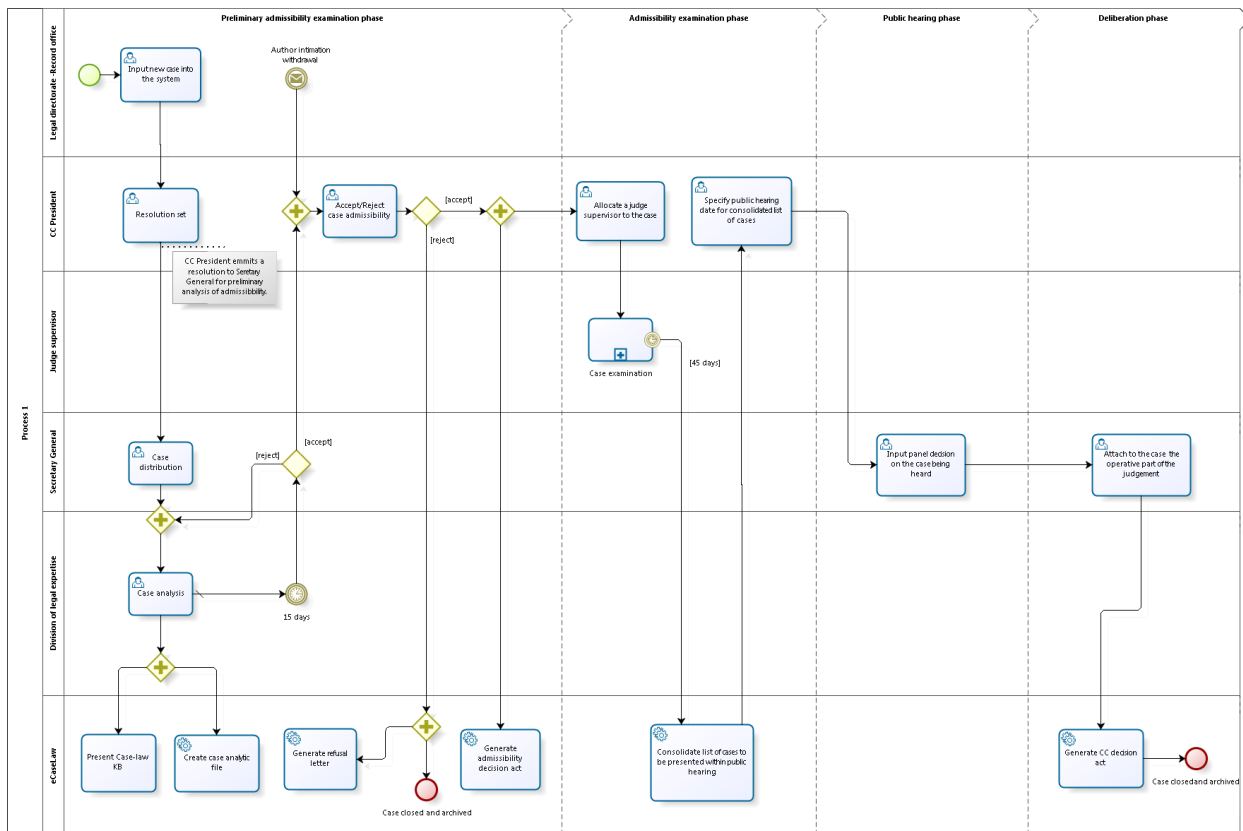 Preliminary admissibility examination phase
Admissibility examination phase
Public hearing phase
Deliberation phase
Process 1
Legal directorate -Record office
Input new case into
the system
Author intimation
withdrawal
CC President
Resolution set
CC President emmits a
resolution to Seretary
General for preliminary
analysis of admissibbility.
Accept/Reject
case admissibility
[accept]
[reject]
Allocate a judge
supervisor to the case
Specify public hearing
date for consolidated list
of cases
Judge supervisor
Case examination
[45 days]
Secretary General
Case
distribution
[reject]
[accept]
Input panel decision
on the case being
heard
Attach to the case the
operative part of the
judgement
Division of legal expertise
Case analysis
15 days
eCaseLaw
Present Case-law
KB
Create case analytic
file
Generate refusal
letter
Case closed and archived
Generate
admissibility
decision act
Consolidate list of cases to
be presented within public
hearing
Generate CC decision
act
Case closedand archived